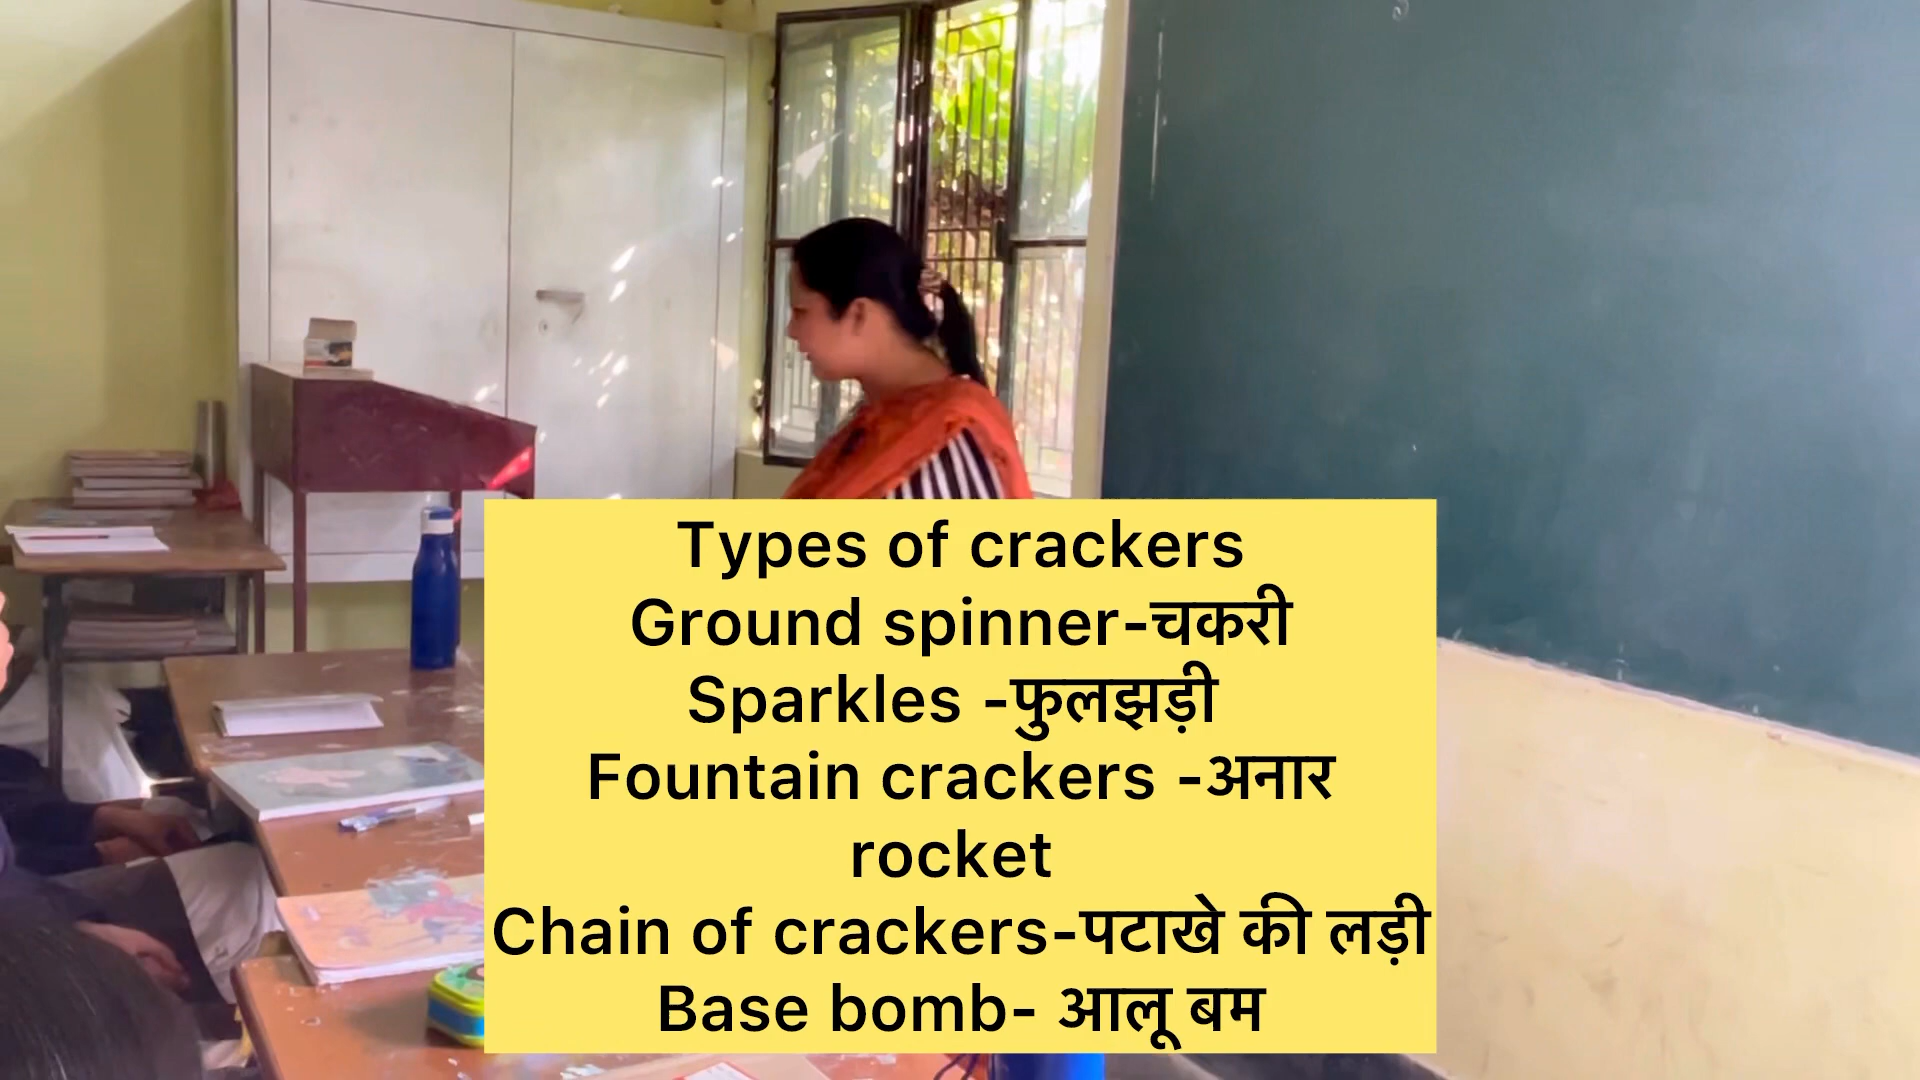 Types of crackers
Ground spinner-चकरी
Sparkles -फुलझड़ी
Fountain crackers -अनार
rocket
Chain of crackers-पटाखे की लड़ी
Base bomb- आलू बम